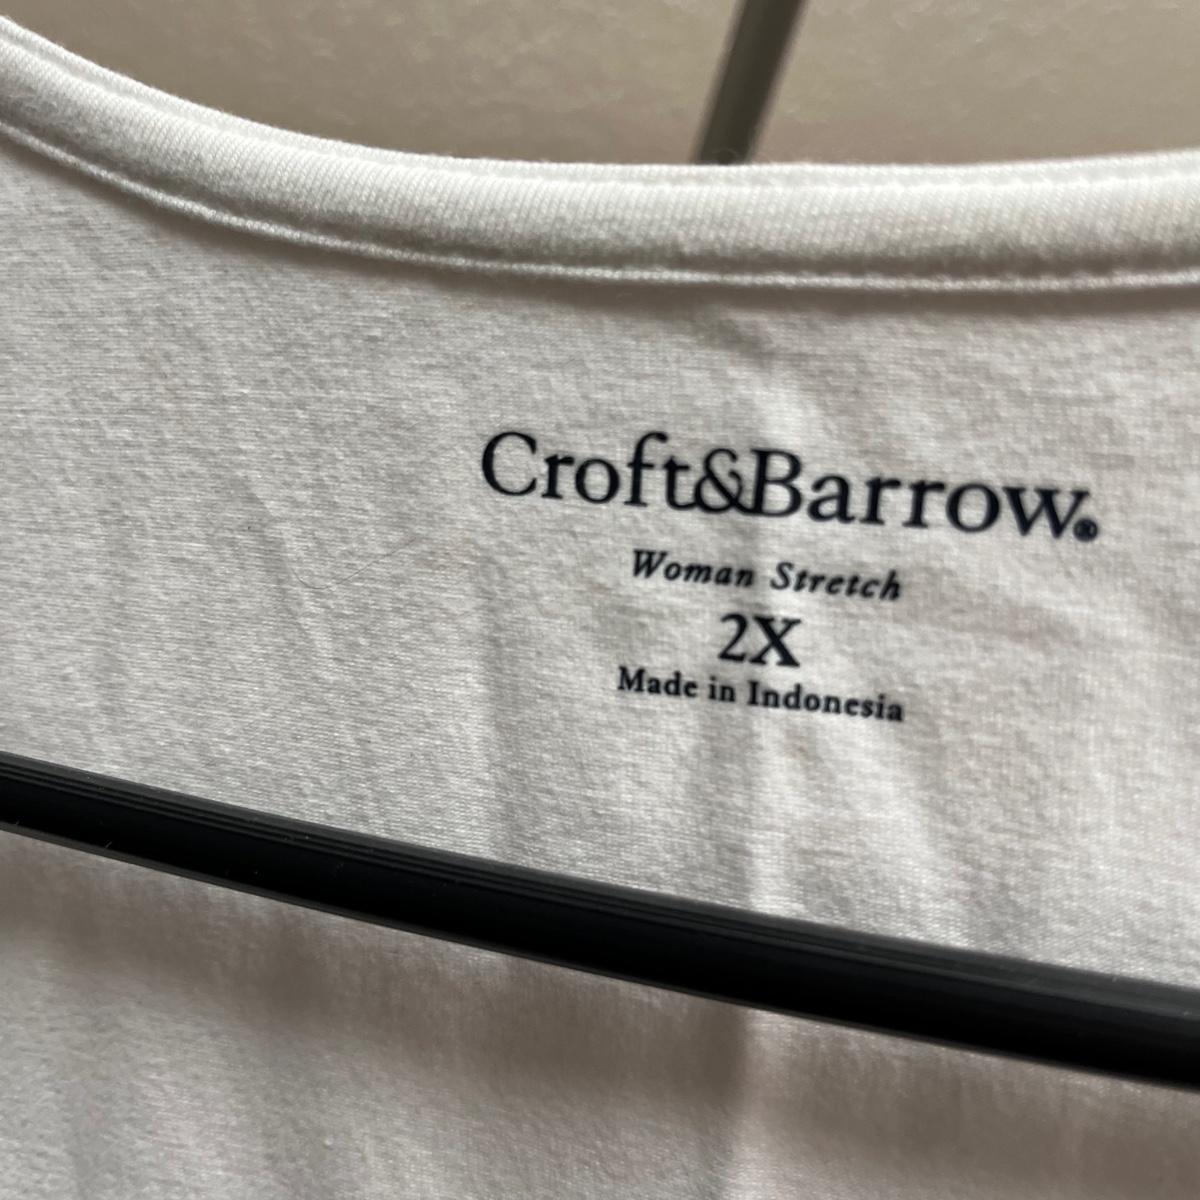 Croft&Barrow®
Woman Stretch
2X
Made in Indonesia